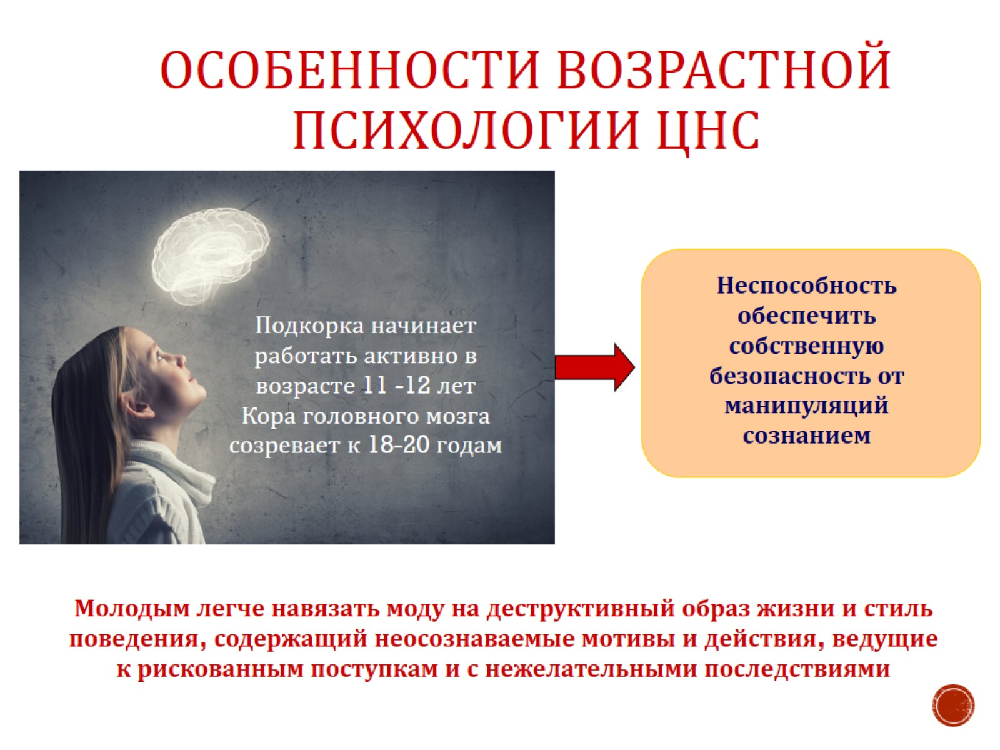 ОСОБЕННОСТИ ВОЗРАСТНОЙ
ПСИХОЛОГИИ ЦНС
Подкорка начинает
работать активно в
возрасте 11 -12 лет
Кора головного мозга
созревает к 18-20 годам
Неспособность
обеспечить
собственную
безопасность от
манипуляций
сознанием
Молодым легче навязать моду на деструктивный образ жизни и стиль
поведения, содержащий неосознаваемые мотивы и действия, ведущие
к рискованным поступкам и с нежелательными последствиями